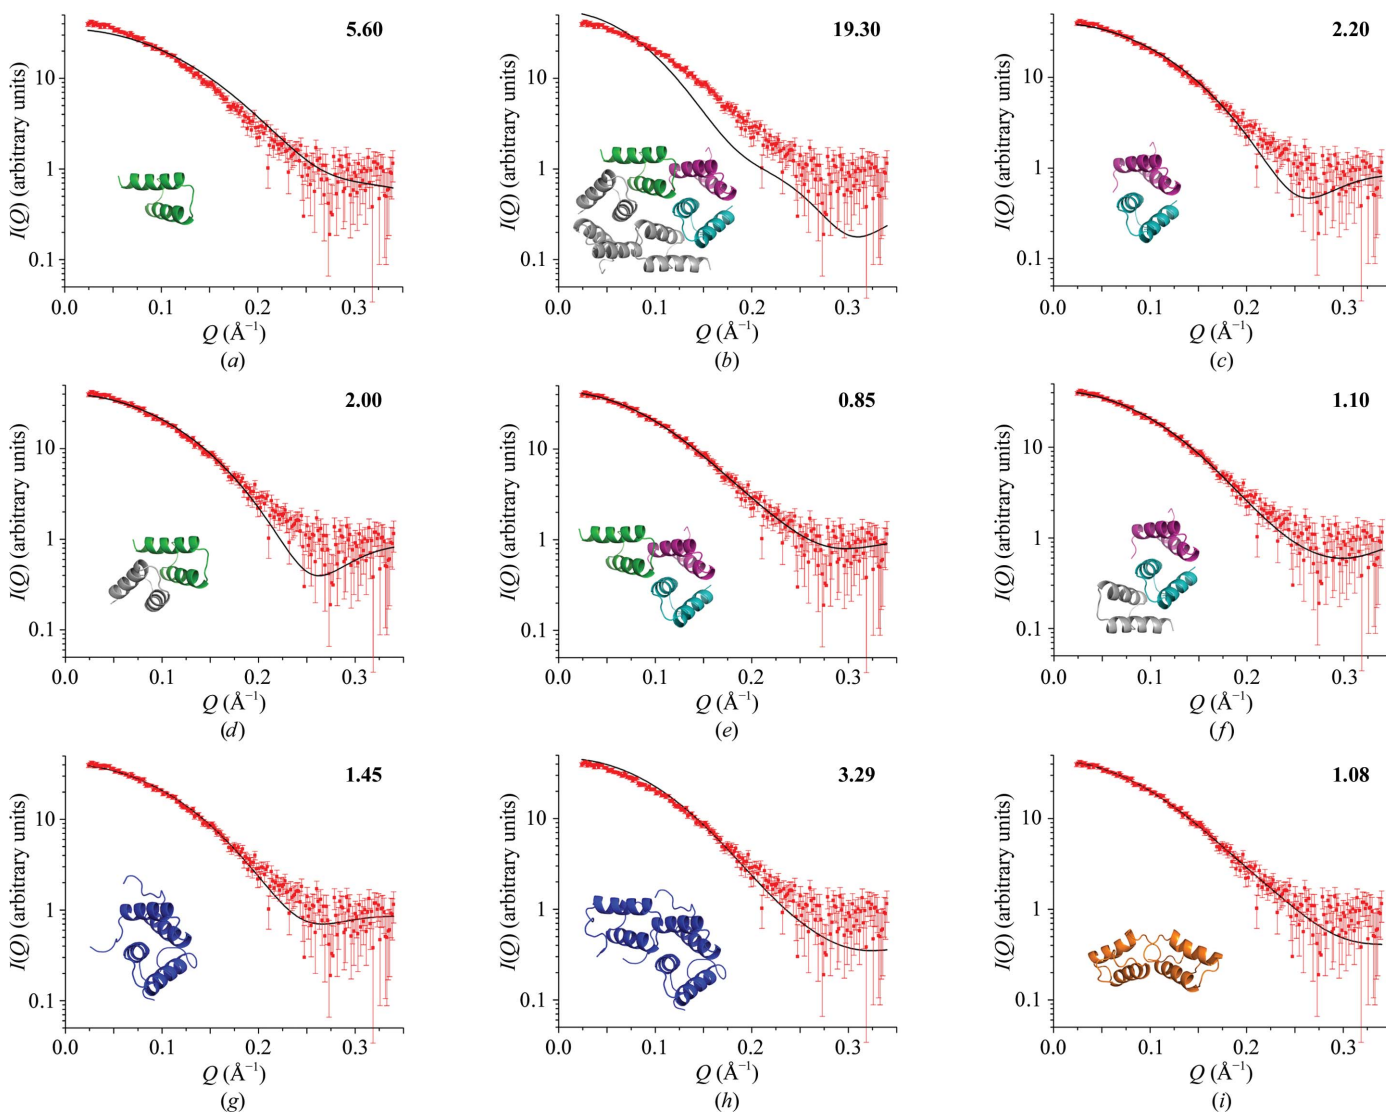 5.60
I(Q) (arbitrary units)
10
1
0.1
0.0 0.1 0.2 0.3
Q (Å⁻¹)
(a)
19.30
I(Q) (arbitrary units)
10
1
0.1
0.0 0.1 0.2 0.3
Q (Å⁻¹)
(b)
2.20
I(Q) (arbitrary units)
10
1
0.1
0.0 0.1 0.2 0.3
Q (Å⁻¹)
(c)
2.00
I(Q) (arbitrary units)
10
1
0.1
0.0 0.1 0.2 0.3
Q (Å⁻¹)
(d)
0.85
I(Q) (arbitrary units)
10
1
0.1
0.0 0.1 0.2 0.3
Q (Å⁻¹)
(e)
1.10
I(Q) (arbitrary units)
10
1
0.1
0.0 0.1 0.2 0.3
Q (Å⁻¹)
(f)
1.45
I(Q) (arbitrary units)
10
1
0.1
0.0 0.1 0.2 0.3
Q (Å⁻¹)
(g)
3.29
I(Q) (arbitrary units)
10
1
0.1
0.0 0.1 0.2 0.3
Q (Å⁻¹)
(h)
1.08
I(Q) (arbitrary units)
10
1
0.1
0.0 0.1 0.2 0.3
Q (Å⁻¹)
(i)